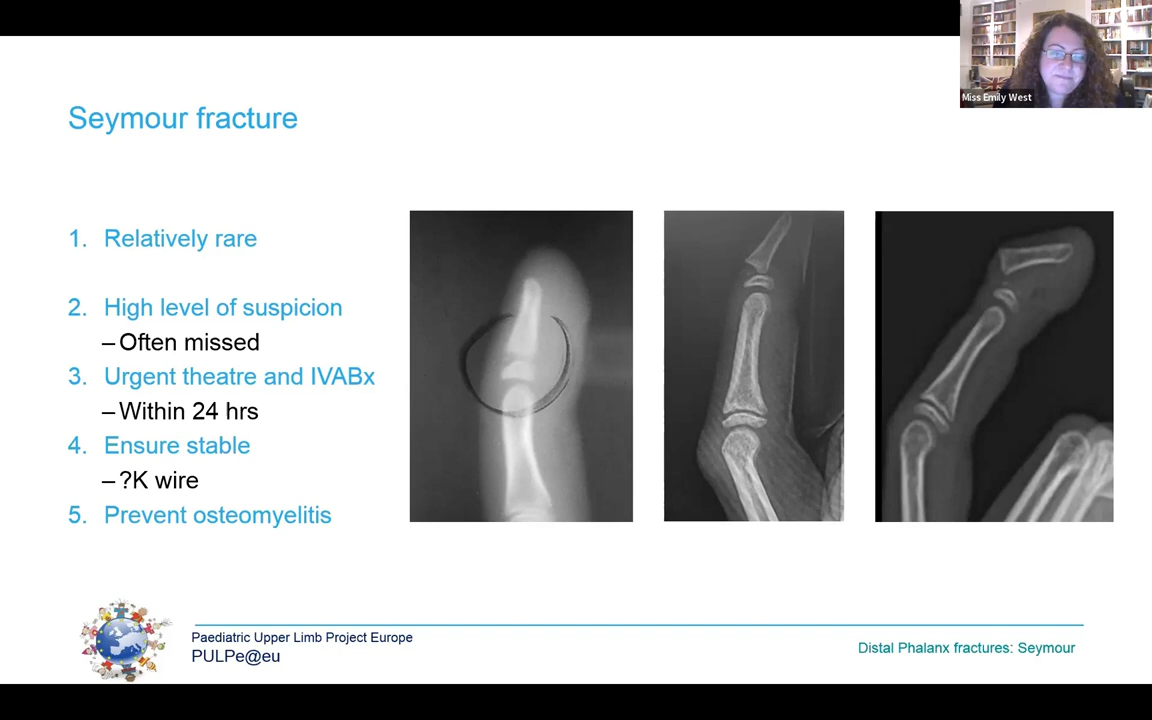 Miss Emily West
Seymour fracture
1. Relatively rare
2. High level of suspicion
–Often missed
3. Urgent theatre and IVABx
–Within 24 hrs
4. Ensure stable
–?K wire
5. Prevent osteomyelitis
Paediatric Upper Limb Project Europe
PULPe@eu
Distal Phalanx fractures: Seymour